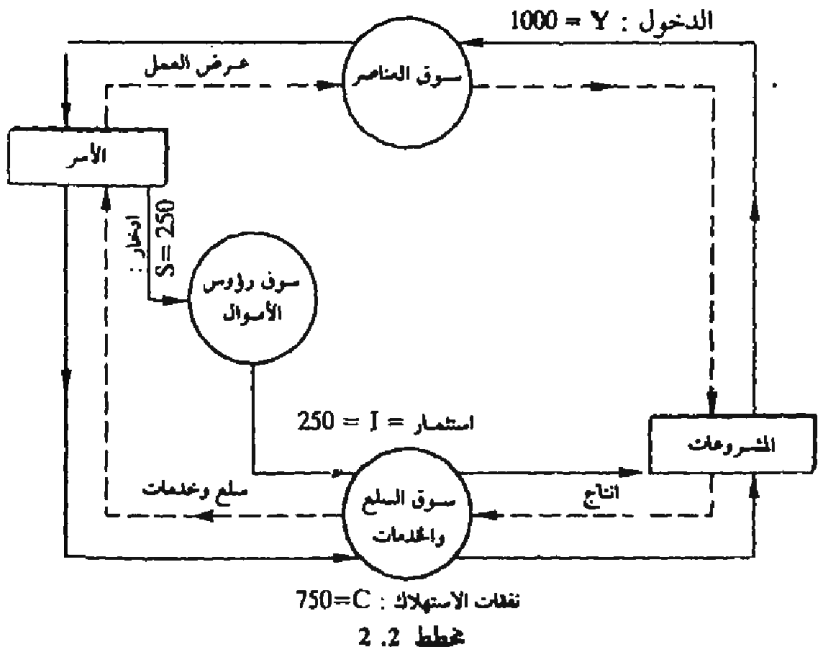 الدخول : Y = 1000
سوق العناصر
عرض العمل
الأسر
ادخار :
S= 250
سوق رؤوس
الأموال
استثمار = I = 250
المشروعات
سلع وخدمات
سوق السلع
والخدمات
انتاج
نفقات الاستهلاك : C=750
مخطط 2. 2